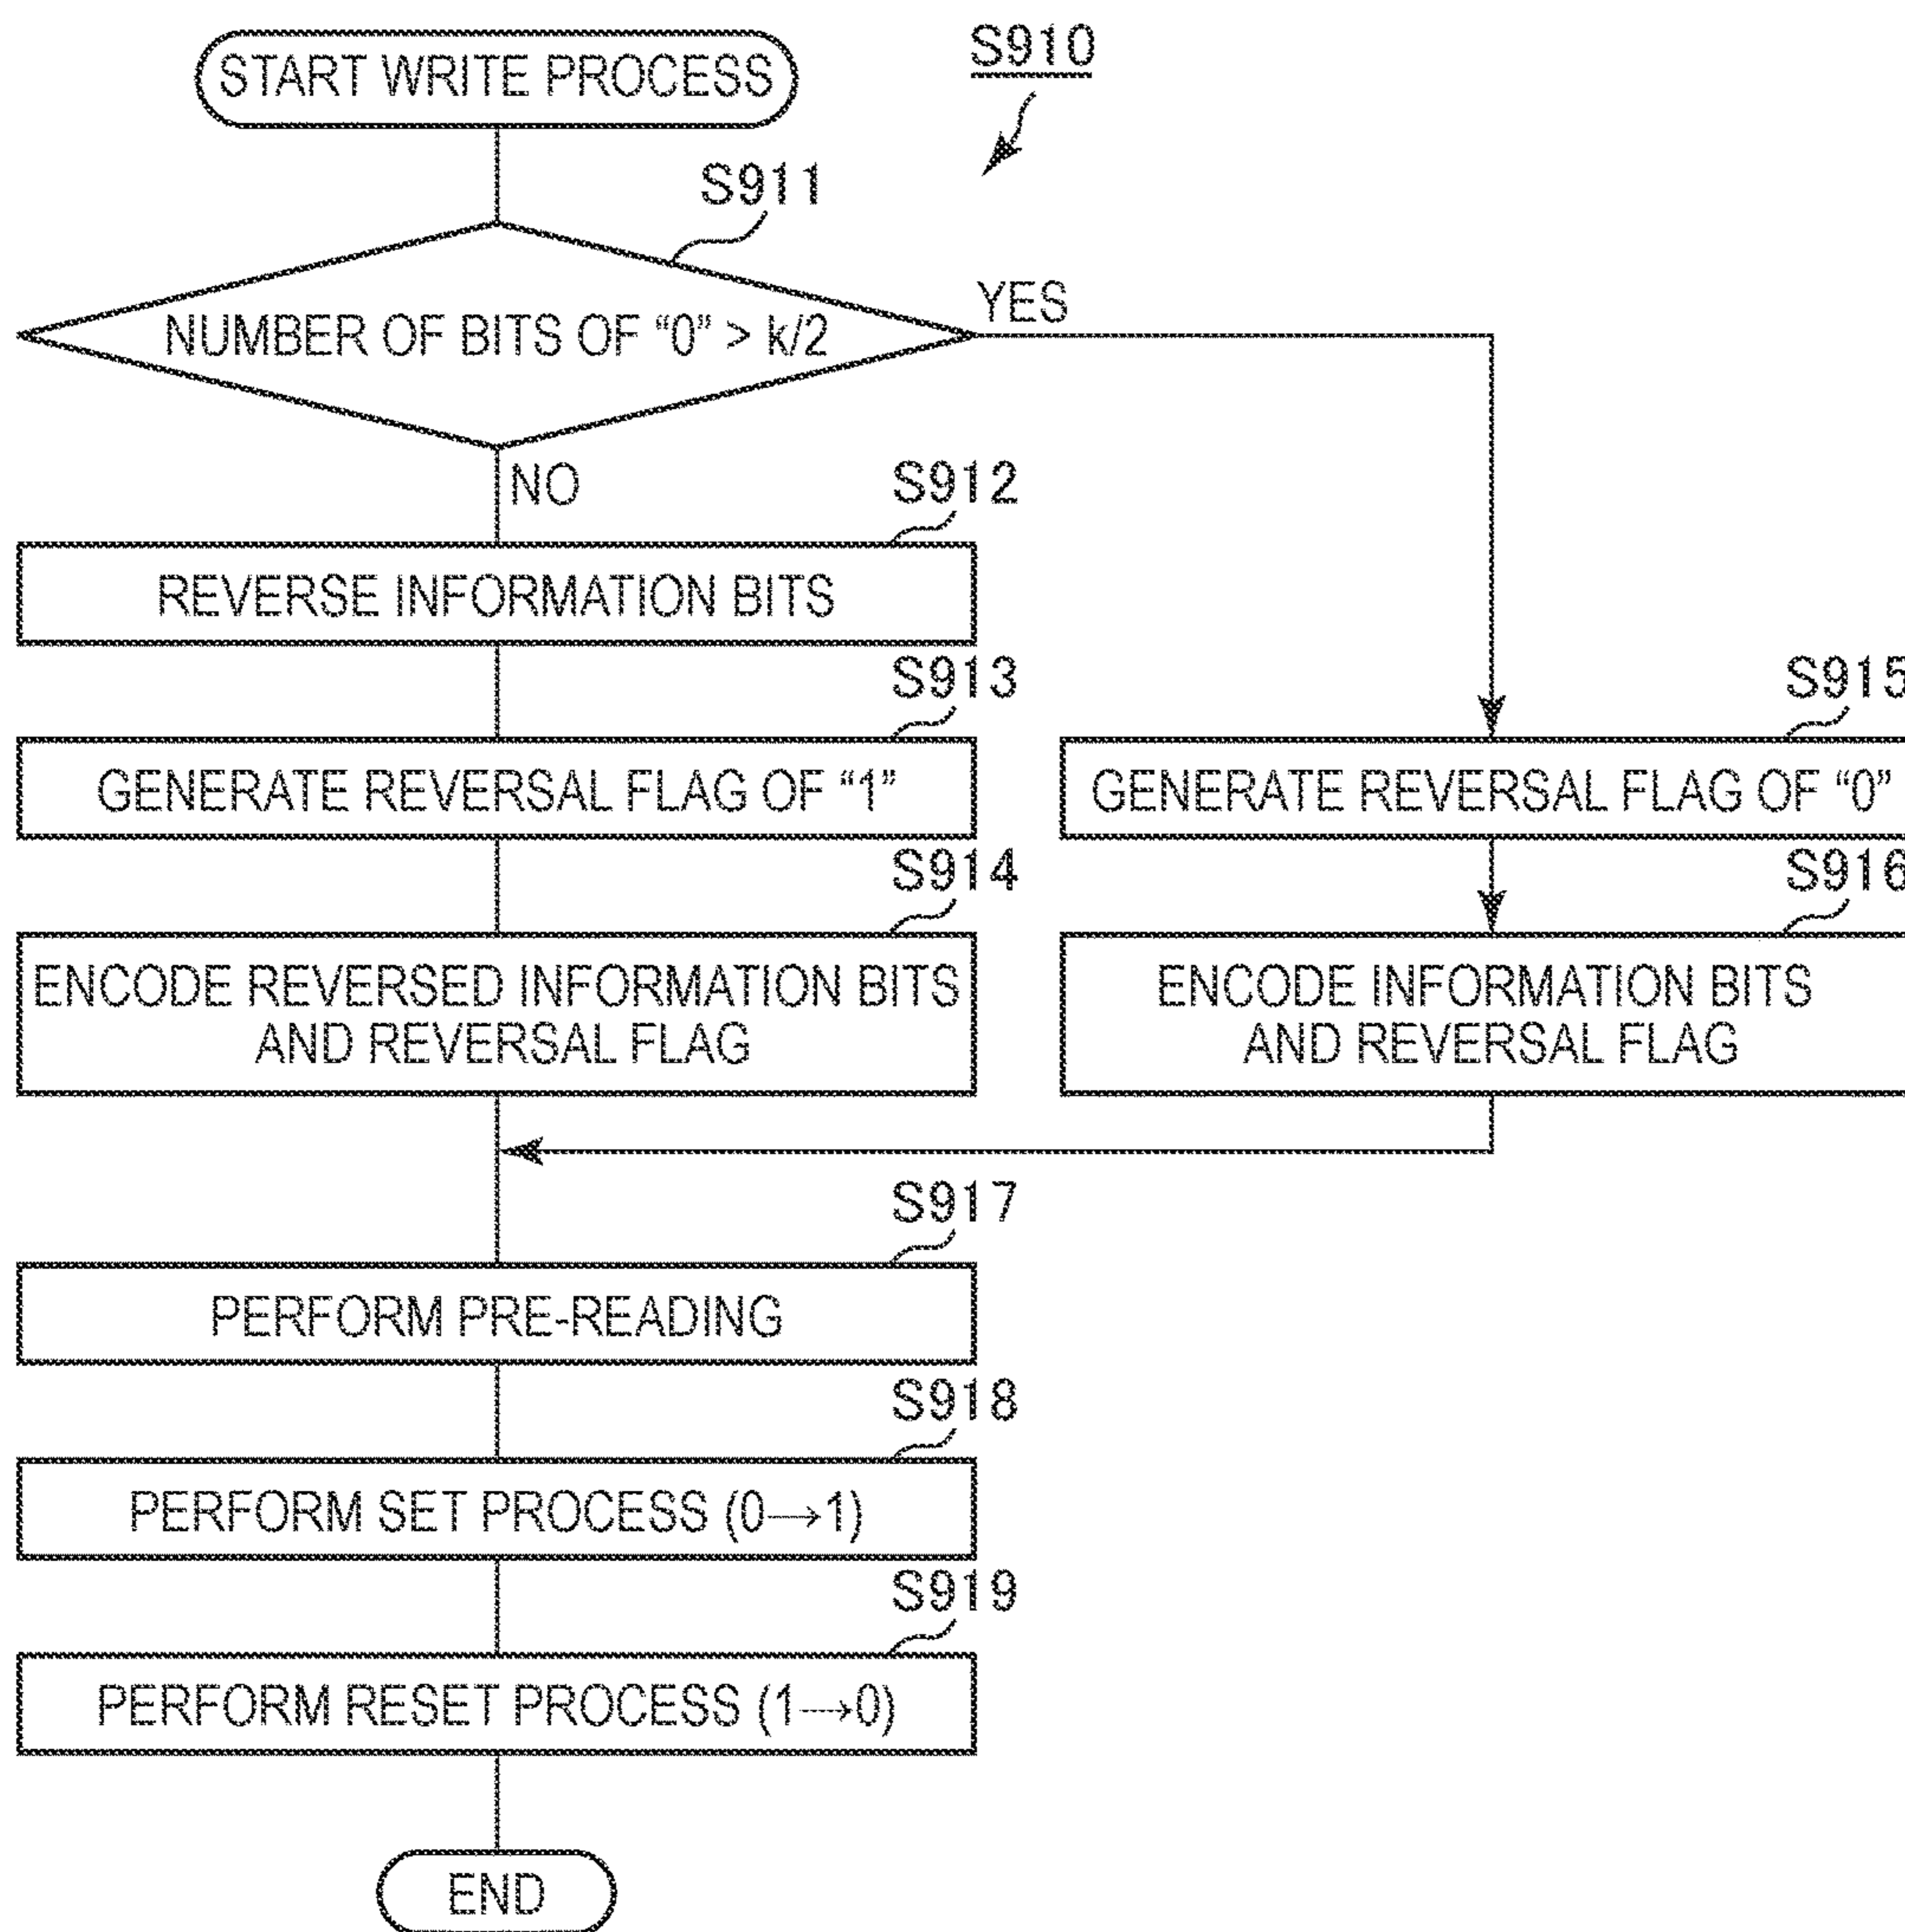 START WRITE PROCESS
S910
S911
NUMBER OF BITS OF “0” > k/2
YES
NO
S912
REVERSE INFORMATION BITS
S913
GENERATE REVERSAL FLAG OF “1”
S915
GENERATE REVERSAL FLAG OF “0”
S914
ENCODE REVERSED INFORMATION BITS
AND REVERSAL FLAG
S916
ENCODE INFORMATION BITS
AND REVERSAL FLAG
S917
PERFORM PRE-READING
S918
PERFORM SET PROCESS (0→1)
S919
PERFORM RESET PROCESS (1→0)
END